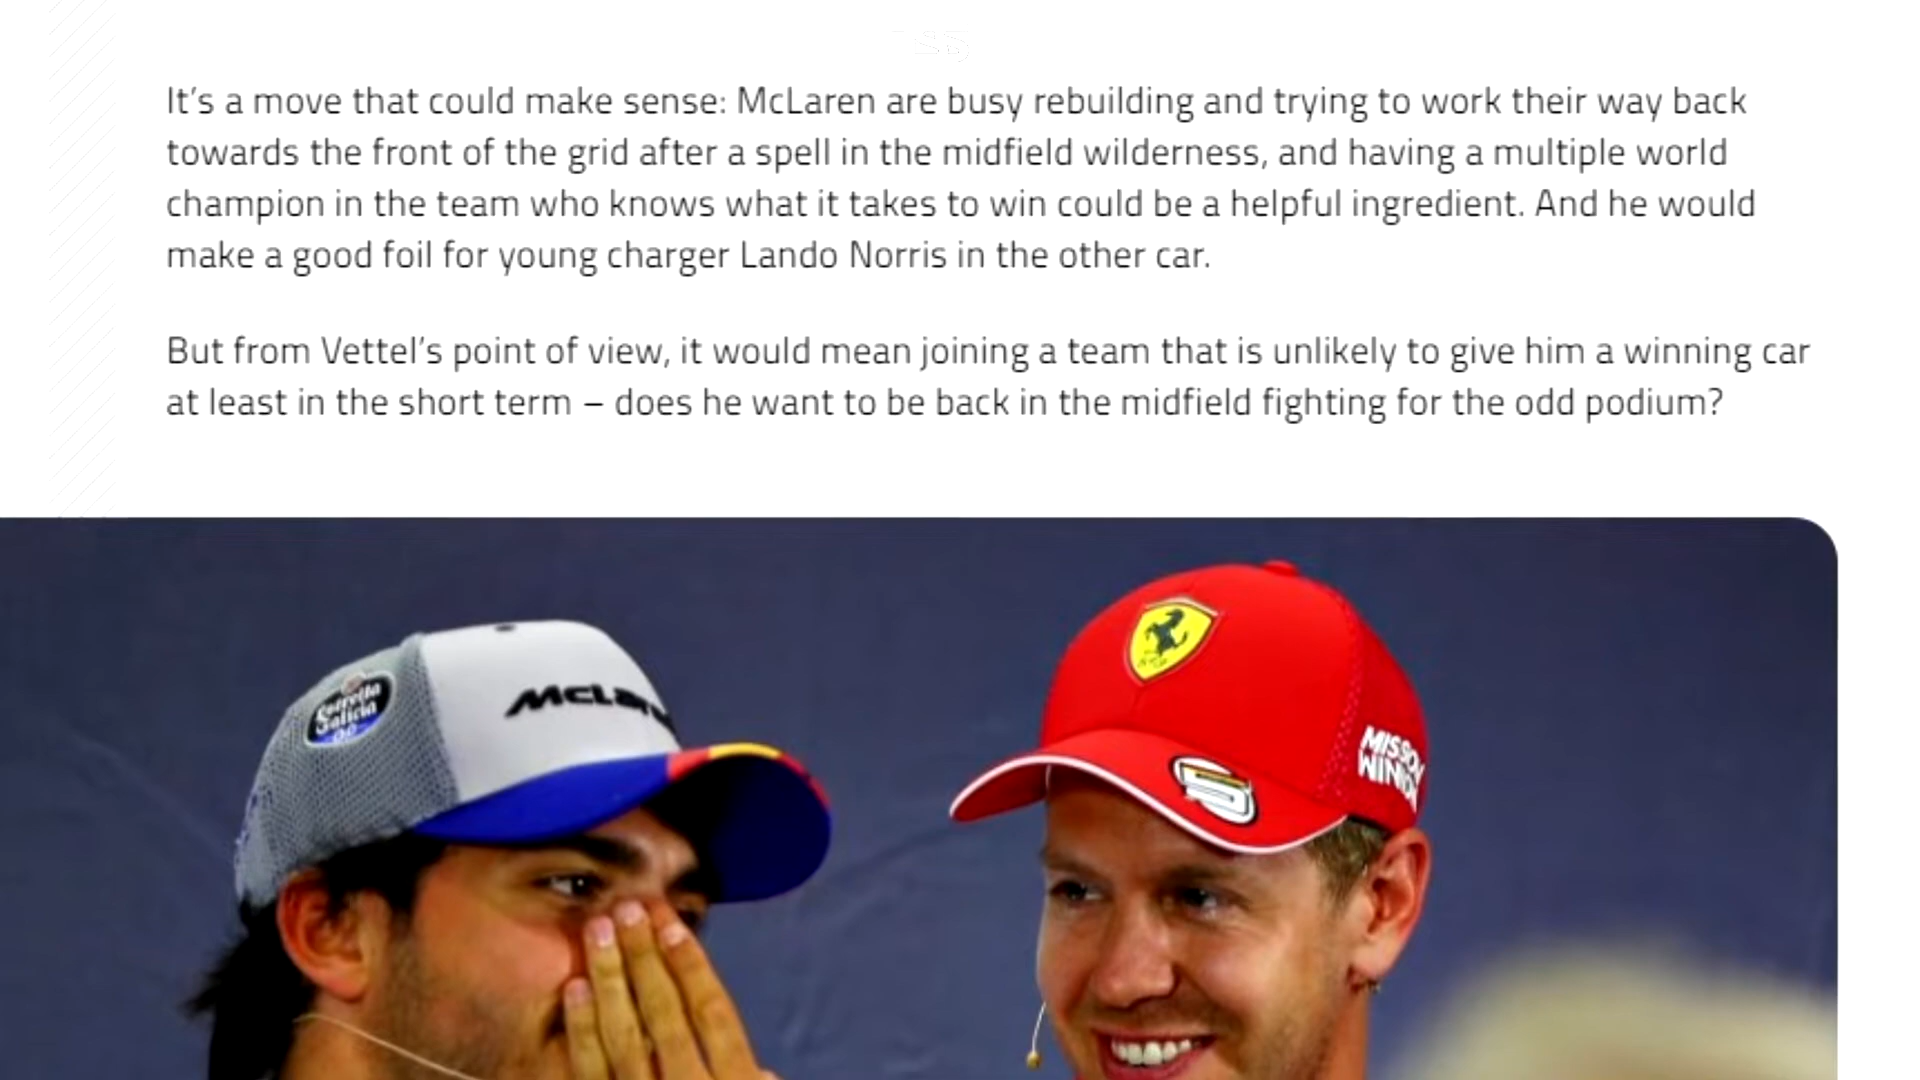 It’s a move that could make sense: McLaren are busy rebuilding and trying to work their way back
towards the front of the grid after a spell in the midfield wilderness, and having a multiple world
champion in the team who knows what it takes to win could be a helpful ingredient. And he would
make a good foil for young charger Lando Norris in the other car.
But from Vettel’s point of view, it would mean joining a team that is unlikely to give him a winning car
at least in the short term – does he want to be back in the midfield fighting for the odd podium?
Estrella
Galicia
0,0
5